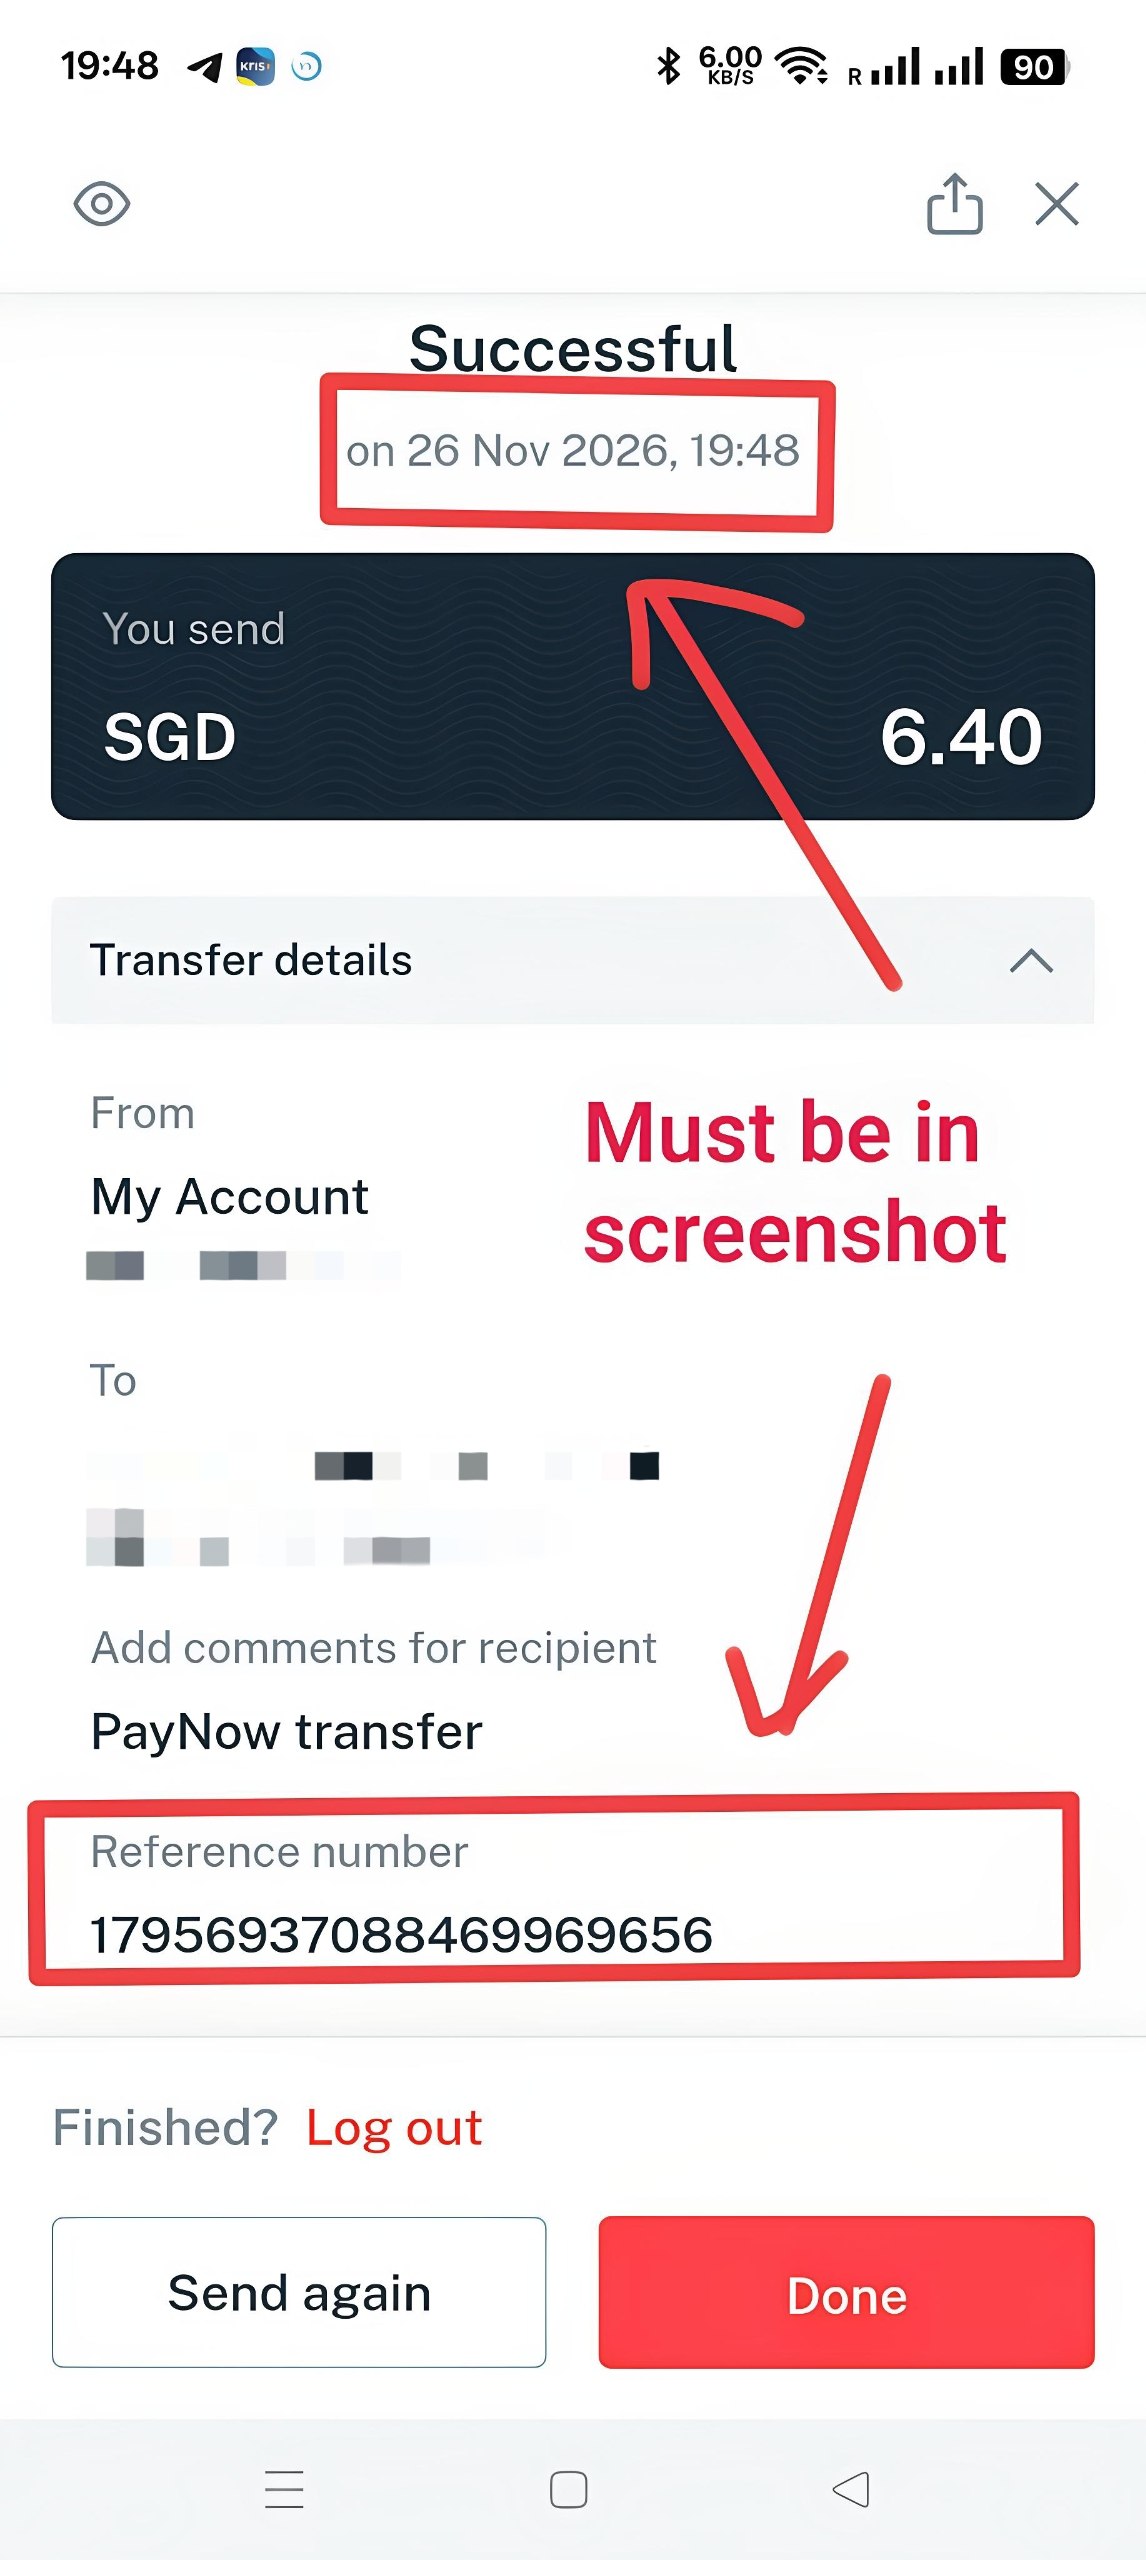 19:48
KrIS+
6.00
KB/S
R
90
Successful
on 26 Nov 2026, 19:48
You send
SGD 6.40
Transfer details
From
Must be in
screenshot
My Account
To
Add comments for recipient
PayNow transfer
Reference number
17956937088469969656
Finished? Log out
Send again
Done